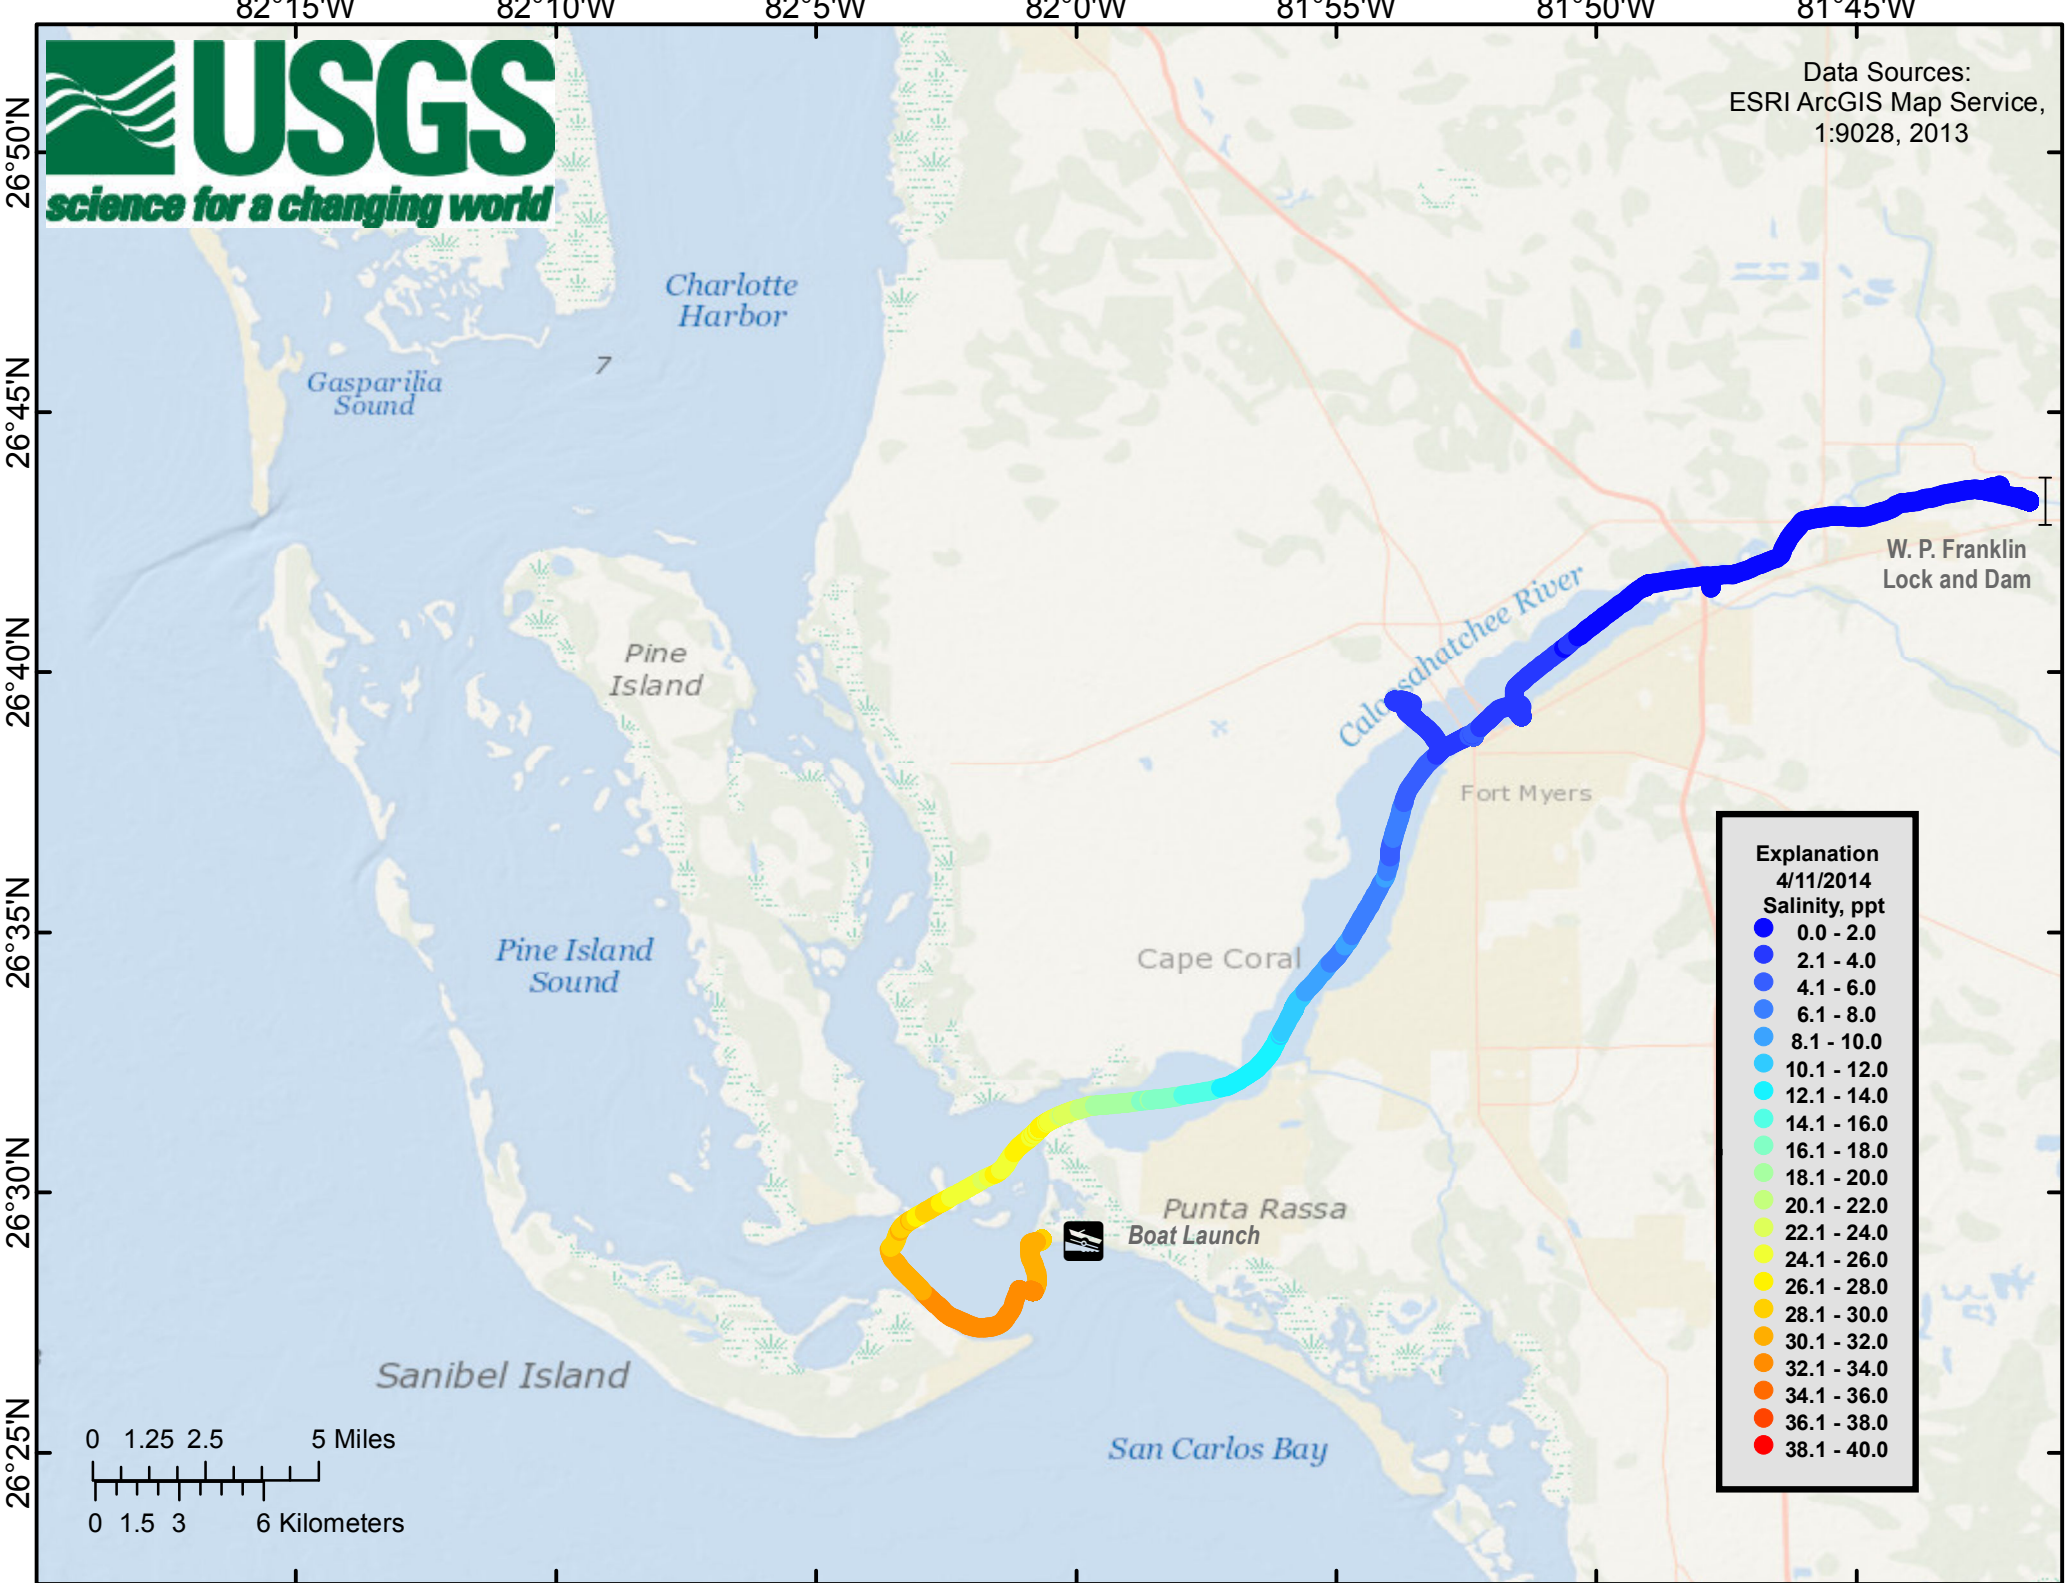 82°15'W 82°10'W 82°5'W 82°0'W 81°55'W 81°50'W 81°45'W
USGS
science for a changing world
Data Sources:
ESRI ArcGIS Map Service,
1:9028, 2013
26°50'N
Charlotte
Harbor
7
Gasparilia
Sound
26°45'N
W. P. Franklin
Lock and Dam
Caloosahatchee River
26°40'N
Pine
Island
Fort Myers
26°35'N
Pine Island
Sound
Cape Coral
26°30'N
Punta Rassa
Boat Launch
Sanibel Island
San Carlos Bay
26°25'N
0 1.25 2.5 5 Miles
0 1.5 3 6 Kilometers
Explanation
4/11/2014
Salinity, ppt
0.0 - 2.0
2.1 - 4.0
4.1 - 6.0
6.1 - 8.0
8.1 - 10.0
10.1 - 12.0
12.1 - 14.0
14.1 - 16.0
16.1 - 18.0
18.1 - 20.0
20.1 - 22.0
22.1 - 24.0
24.1 - 26.0
26.1 - 28.0
28.1 - 30.0
30.1 - 32.0
32.1 - 34.0
34.1 - 36.0
36.1 - 38.0
38.1 - 40.0